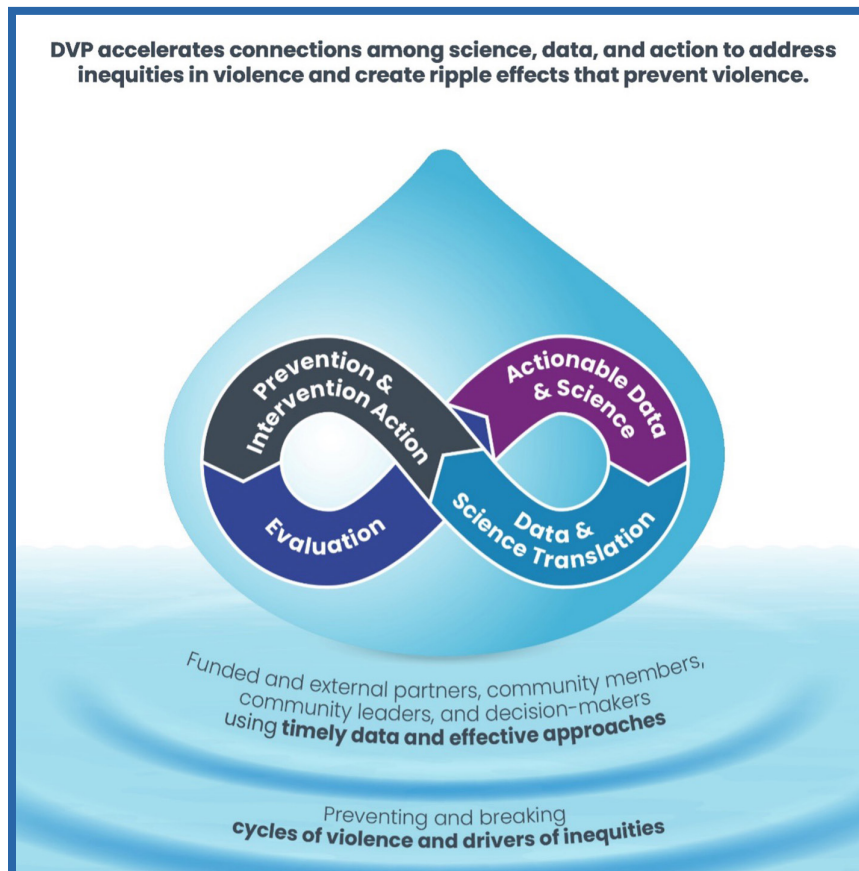 DVP accelerates connections among science, data, and action to address
inequities in violence and create ripple effects that prevent violence.
Prevention &
Intervention Action
Actionable Data
& Science
Evaluation
Data &
Science Translation
Funded and external partners, community members,
community leaders, and decision-makers
using timely data and effective approaches
Preventing and breaking
cycles of violence and drivers of inequities